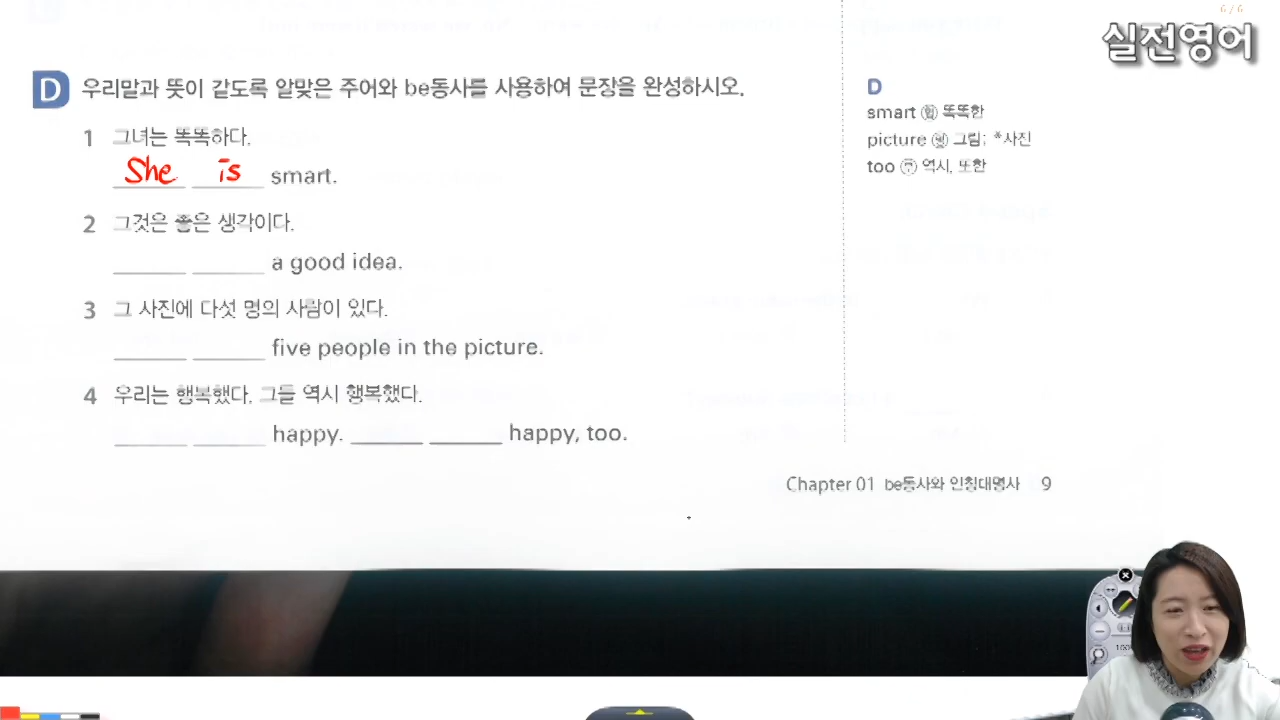 6/6
실전영어
D 우리말과 뜻이 같도록 알맞은 주어와 be동사를 사용하여 문장을 완성하시오.
1 그녀는 똑똑하다.
She is smart.
2 그것은 좋은 생각이다.
a good idea.
3 그 사진에 다섯 명의 사람이 있다.
five people in the picture.
4 우리는 행복했다. 그들 역시 행복했다.
happy. happy, too.
D
smart 형 똑똑한
picture 명 그림; *사진
too 부 역시, 또한
Chapter 01 be동사와 인칭대명사 9